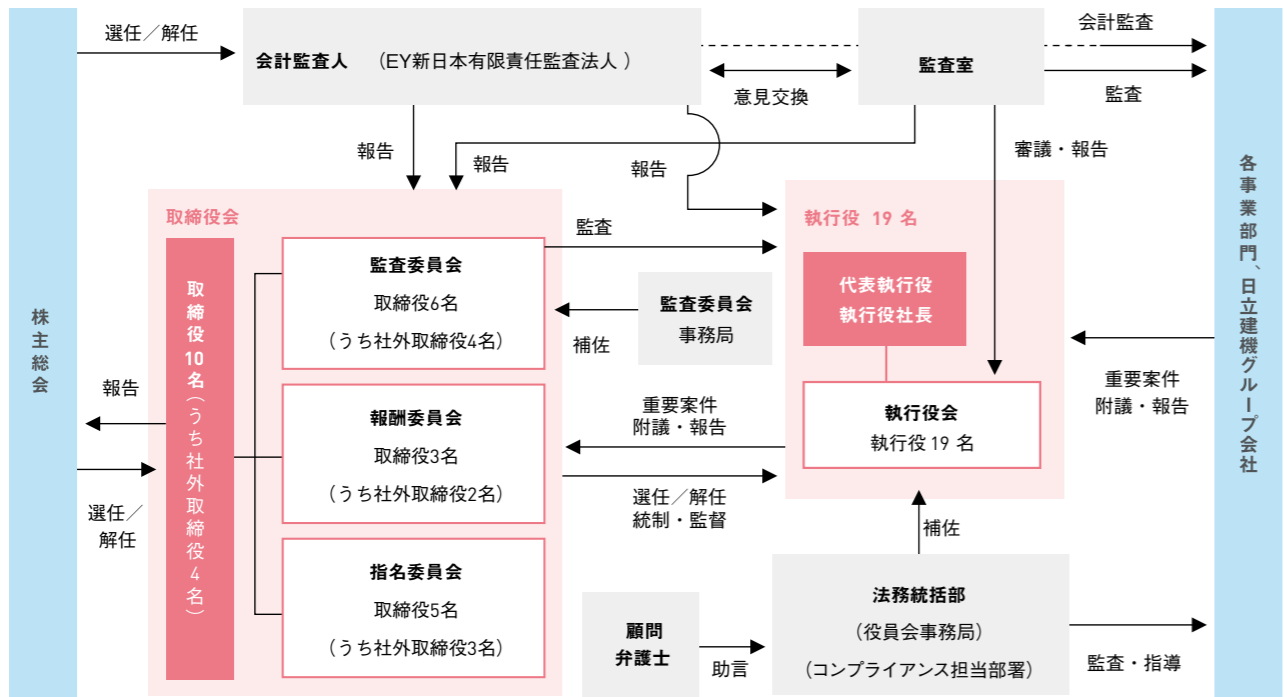 選任／解任
会計監査人 （EY新日本有限責任監査法人 ）
意見交換
監査室
会計監査
監査
報告
報告
報告
審議・報告
株主総会
報告
選任／
解任
取締役会
取締役10名（うち社外取締役4名）
監査委員会
取締役6名
（うち社外取締役4名）
報酬委員会
取締役3名
（うち社外取締役2名）
指名委員会
取締役5名
（うち社外取締役3名）
監査
監査委員会
事務局
補佐
重要案件
附議・報告
選任／解任
統制・監督
執行役 19 名
代表執行役
執行役社長
執行役会
執行役 19 名
補佐
顧問
弁護士
助言
法務統括部
（役員会事務局）
（コンプライアンス担当部署）
監査・指導
重要案件
附議・報告
各事業部門、日立建機グループ会社